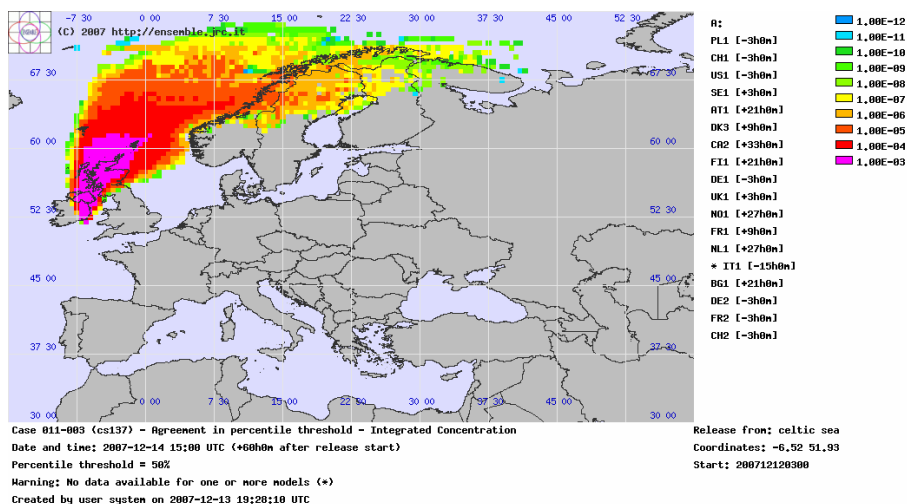 -7 30 0 00 7 30 15 00 22 30 30 00 37 30 45 00 52 30
(C) 2007 http://ensemble.jrc.it
67 30
60 00
52 30
45 00
37 30
30 00
0 00 7 30 15 00 22 30 30 00 37 30 45 00 52 30
A:
PL1 [-3h0m]
CH1 [-3h0m]
US1 [-3h0m]
SE1 [+3h0m]
AT1 [+21h0m]
DK3 [+9h0m]
CA2 [+33h0m]
FI1 [+21h0m]
DE1 [-3h0m]
UK1 [+3h0m]
NO1 [+27h0m]
FR1 [+9h0m]
NL1 [+27h0m]
* IT1 [-15h0m]
BG1 [+21h0m]
DE2 [-3h0m]
FR2 [-3h0m]
CH2 [-3h0m]
1.00E-12
1.00E-11
1.00E-10
1.00E-09
1.00E-08
1.00E-07
1.00E-06
1.00E-05
1.00E-04
1.00E-03
Case 011-003 (cs137) - Agreement in percentile threshold - Integrated Concentration
Date and time: 2007-12-14 15:00 UTC (+60h0m after release start)
Percentile threshold = 50%
Warning: No data available for one or more models (*)
Created by user system on 2007-12-13 19:28:10 UTC
Release from: celtic sea
Coordinates: -6.52 51.93
Start: 200712120300